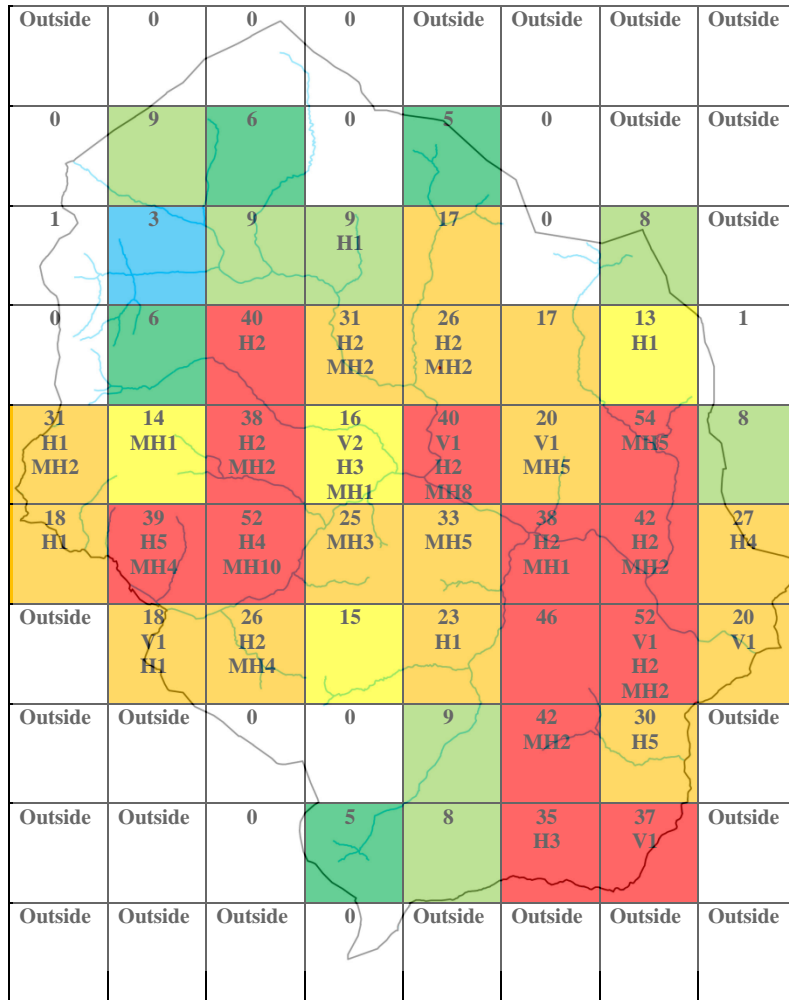 Outside 0 0 0 Outside Outside Outside Outside
0 9 6 0 5 0 Outside Outside
1 3 9 9 17 0 8 Outside
H1
0 6 40 31 26 17 13 1
H2 H2 H2 H1
MH2 MH2
31 14 38 16 40 20 54 8
H1 MH1 H2 V2 V1 V1 MH5
MH2 MH2 H3 H2 MH5
MH1 MH8
18 39 52 25 33 38 42 27
H1 H5 H4 MH3 MH5 H2 H2 H4
MH4 MH10 MH1 MH2
Outside 18 26 15 23 46 52 20
V1 H2 H1 V1 V1
H1 MH4 H2
MH2
Outside Outside 0 0 9 42 30 Outside
MH2 H5
Outside Outside 0 5 8 35 37 Outside
H3 V1
Outside Outside Outside 0 Outside Outside Outside Outside